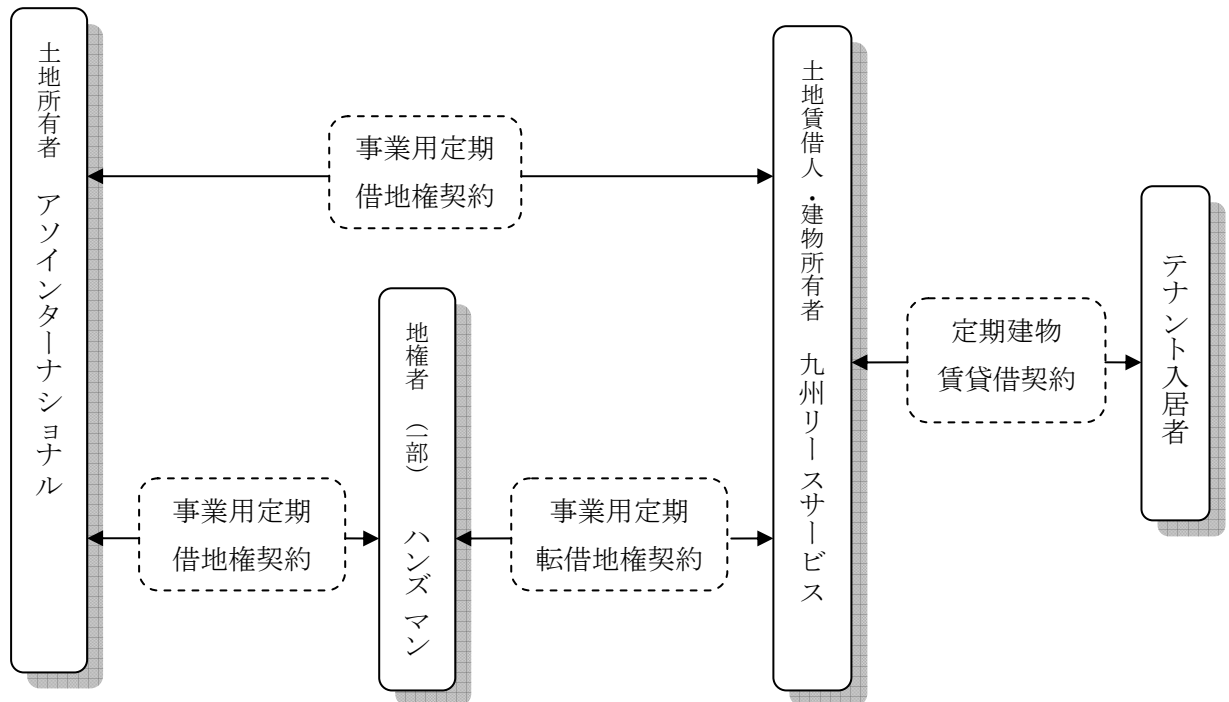 土地所有者 アソインターナショナル
事業用定期
借地権契約
事業用定期
借地権契約
地権者 (一部) ハンズマン
事業用定期
転借地権契約
土地賃借人・建物所有者 九州リースサービス
定期建物
賃貸借契約
テナント入居者